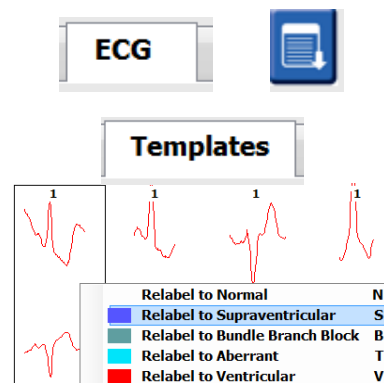 ECG
Templates
1 1 1 1
Relabel to Normal N
Relabel to Supraventricular S
Relabel to Bundle Branch Block B
Relabel to Aberrant T
Relabel to Ventricular V